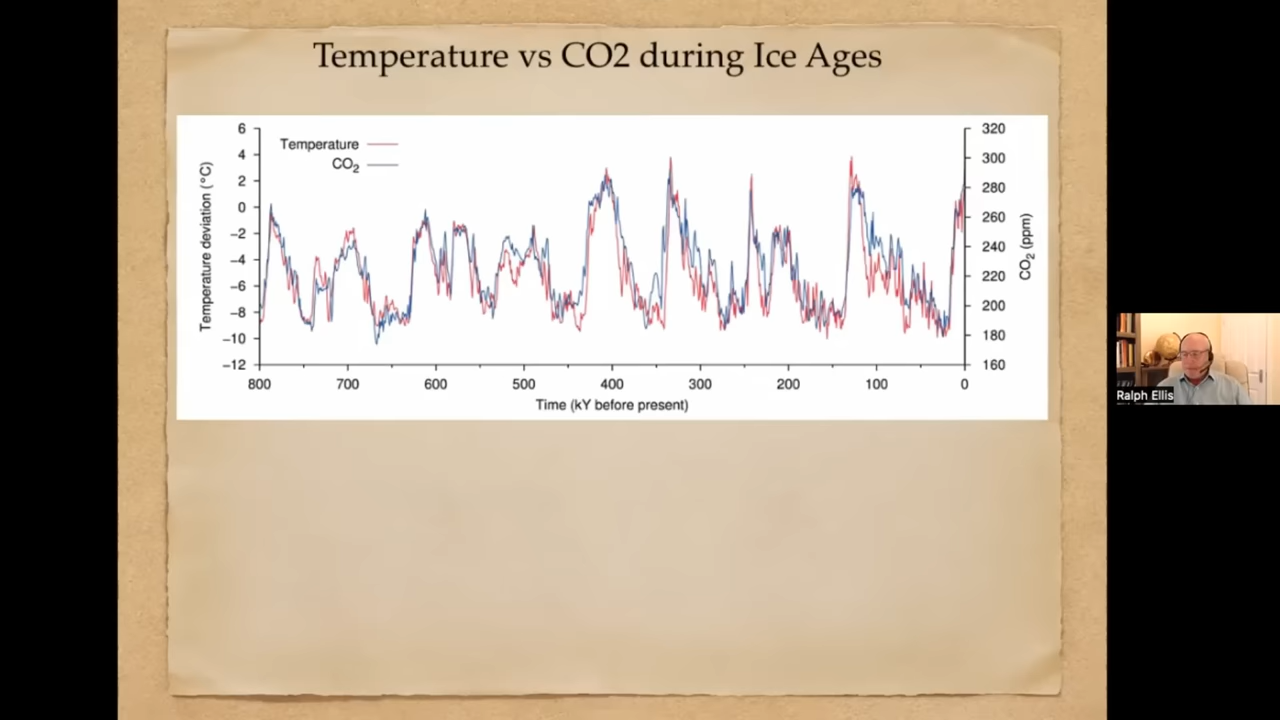 Temperature vs CO2 during Ice Ages
Temperature
CO2
6
4
2
0
−2
−4
−6
−8
−10
−12
Temperature deviation (°C)
320
300
280
260
240
220
200
180
160
CO2 (ppm)
800 700 600 500 400 300 200 100 0
Time (kY before present)
Ralph Ellis